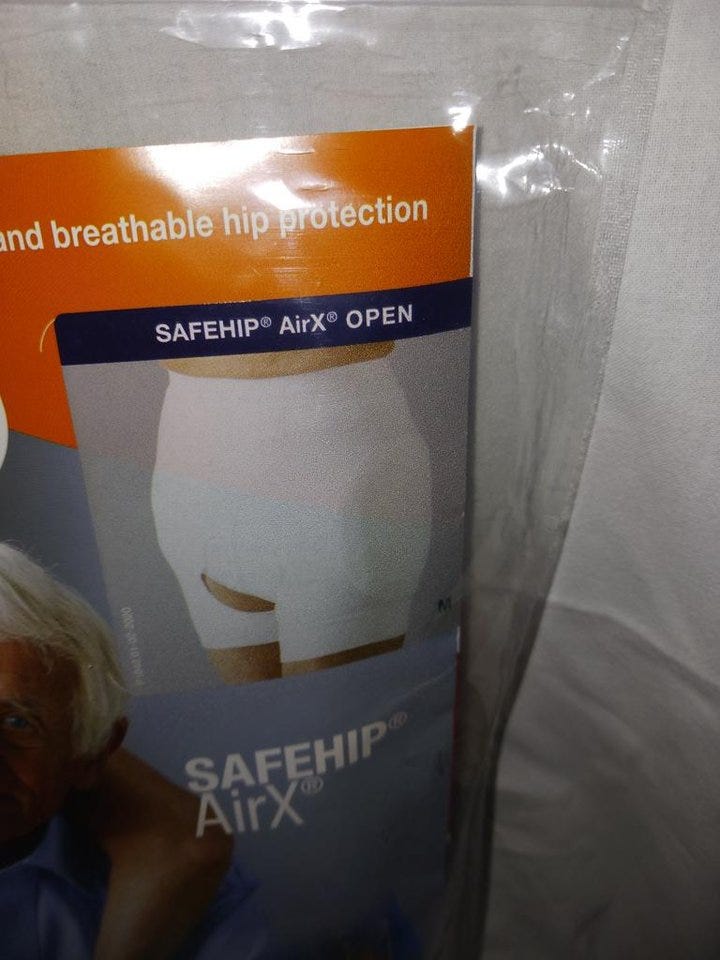 and breathable hip protection
SAFEHIP® AirX® OPEN
M
SAFEHIP®
AirX®